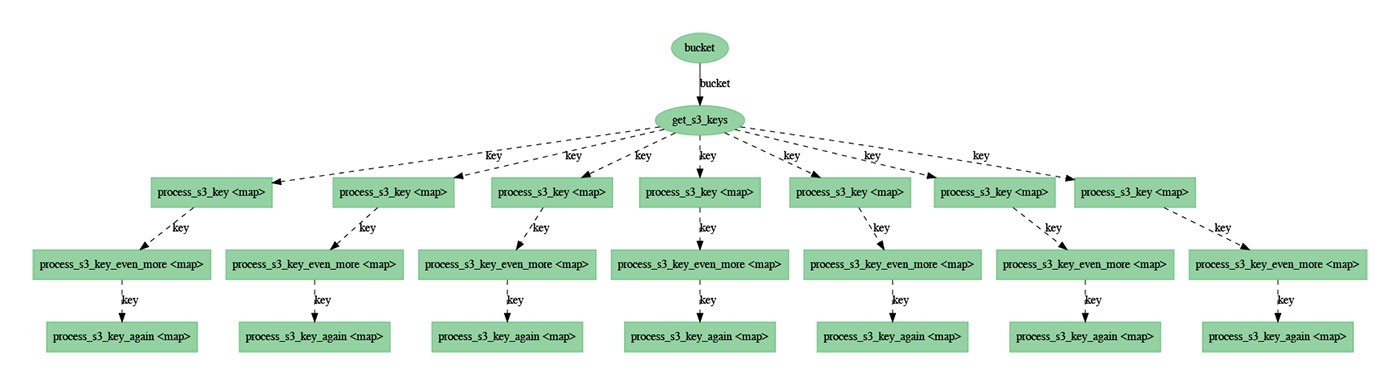 bucket
bucket
get_s3_keys
key key key key key key key
process_s3_key <map> process_s3_key <map> process_s3_key <map> process_s3_key <map> process_s3_key <map> process_s3_key <map> process_s3_key <map>
key key key key key key key
process_s3_key_even_more <map> process_s3_key_even_more <map> process_s3_key_even_more <map> process_s3_key_even_more <map> process_s3_key_even_more <map> process_s3_key_even_more <map> process_s3_key_even_more <map>
key key key key key key key
process_s3_key_again <map> process_s3_key_again <map> process_s3_key_again <map> process_s3_key_again <map> process_s3_key_again <map> process_s3_key_again <map> process_s3_key_again <map>